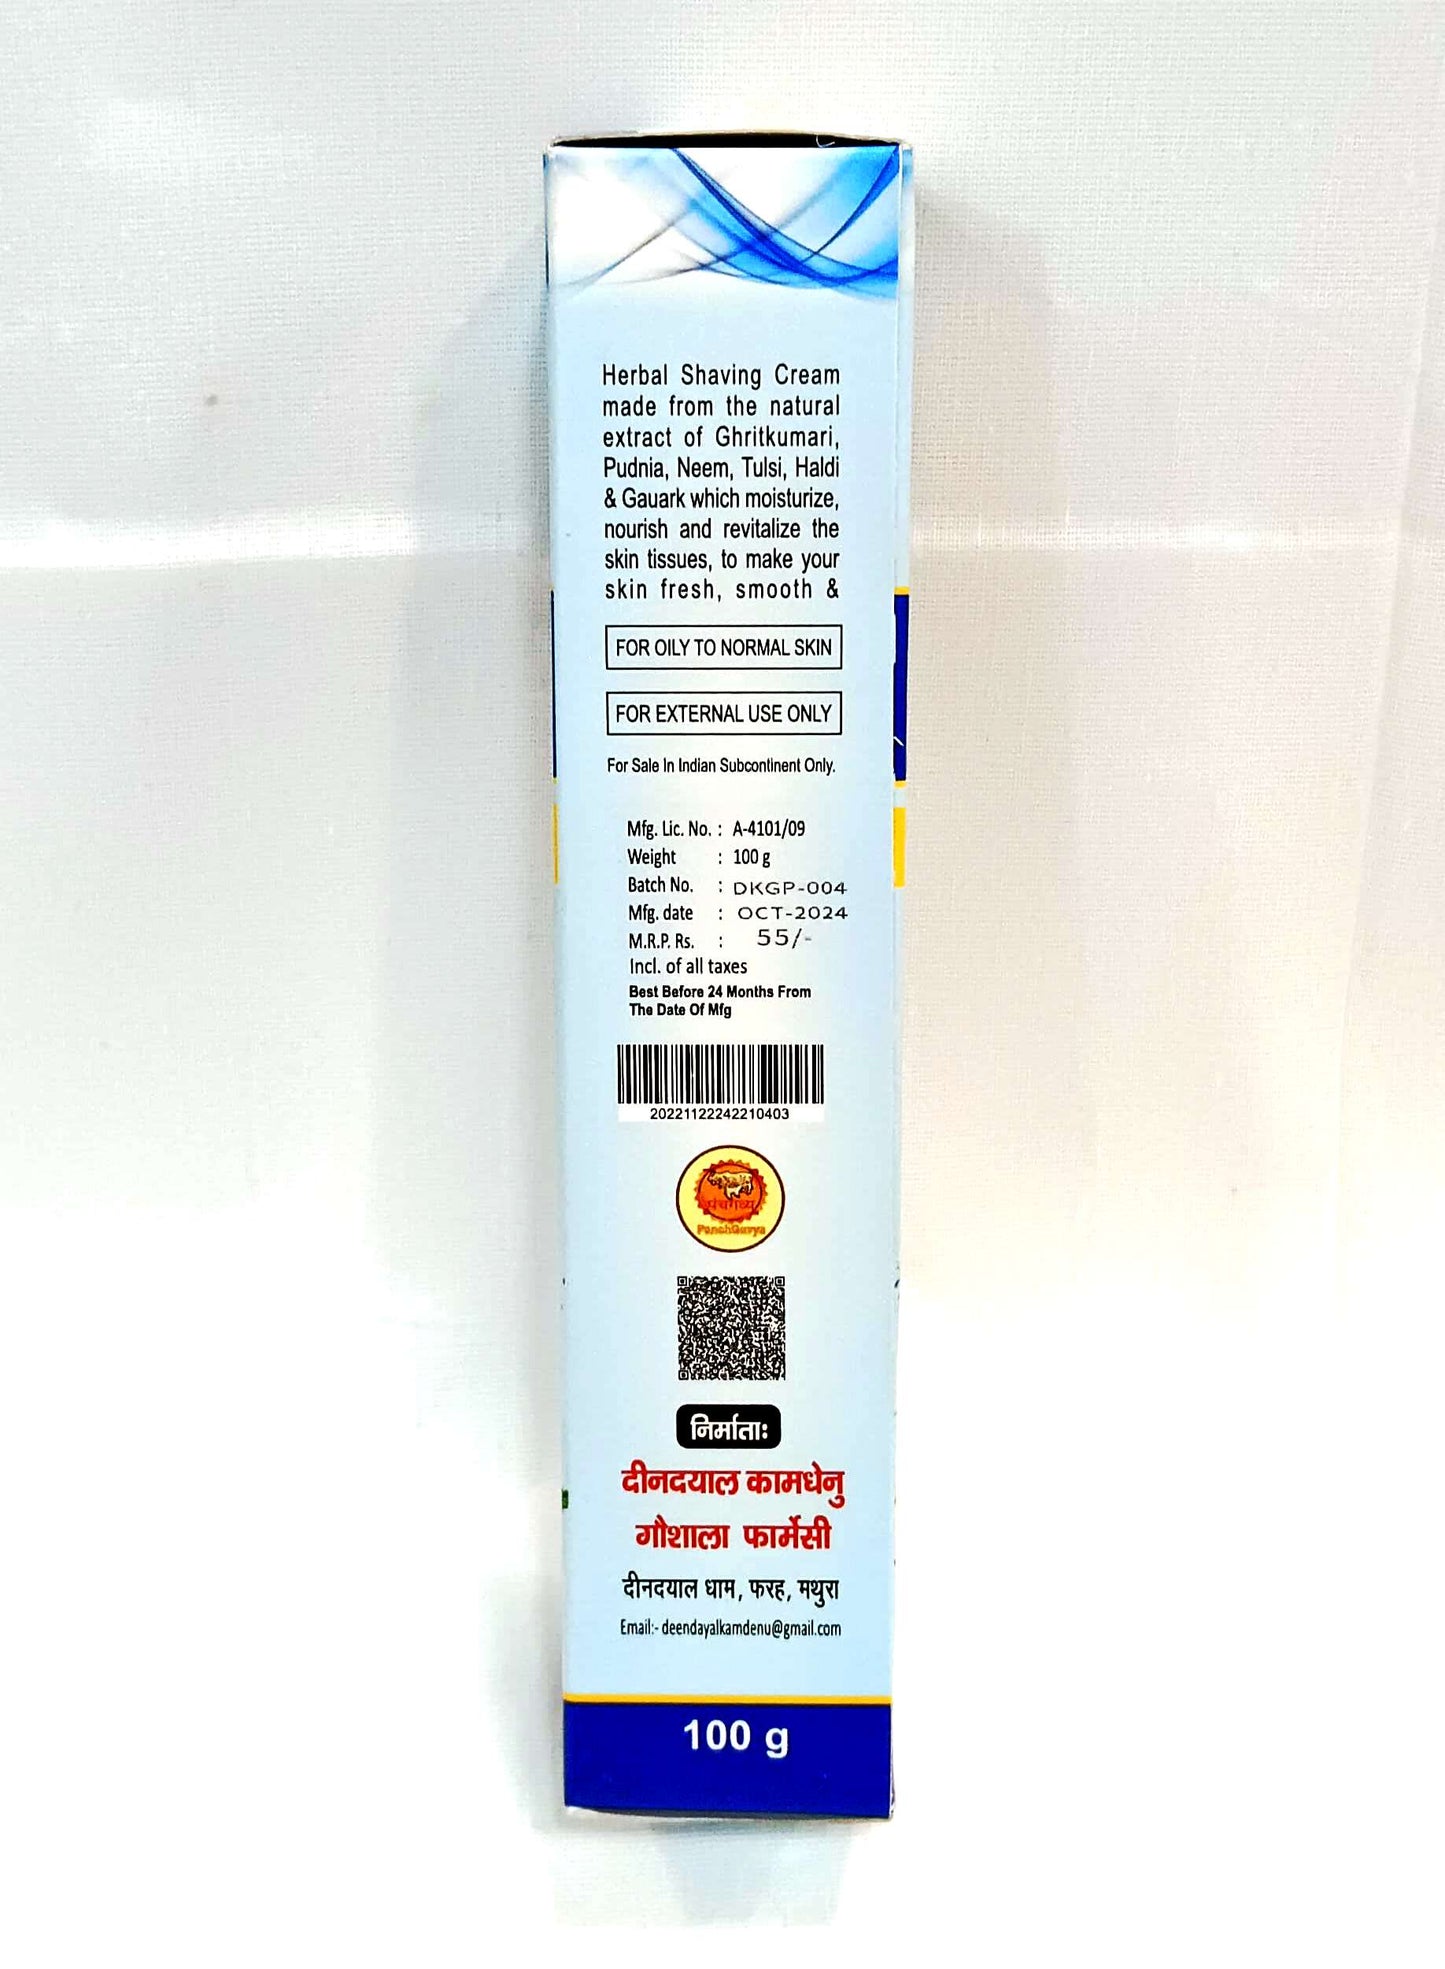 Herbal Shaving Cream
made from the natural
extract of Ghritkumari,
Pudnia, Neem, Tulsi, Haldi
& Gauark which moisturize,
nourish and revitalize the
skin tissues, to make your
skin fresh, smooth &
FOR OILY TO NORMAL SKIN
FOR EXTERNAL USE ONLY
For Sale In Indian Subcontinent Only.
Mfg. Lic. No. : A-4101/09
Weight : 100 g
Batch No. : DKGP-004
Mfg. date : OCT-2024
M.R.P. Rs. : 55/-
Incl. of all taxes
Best Before 24 Months From
The Date Of Mfg
20221122242210403
पंचगव्य
PanchGavya
निर्माताः
दीनदयाल कामधेनु
गौशाला फार्मेसी
दीनदयाल धाम, फरह, मथुरा
Email:- deendayalkamdenu@gmail.com
100 g